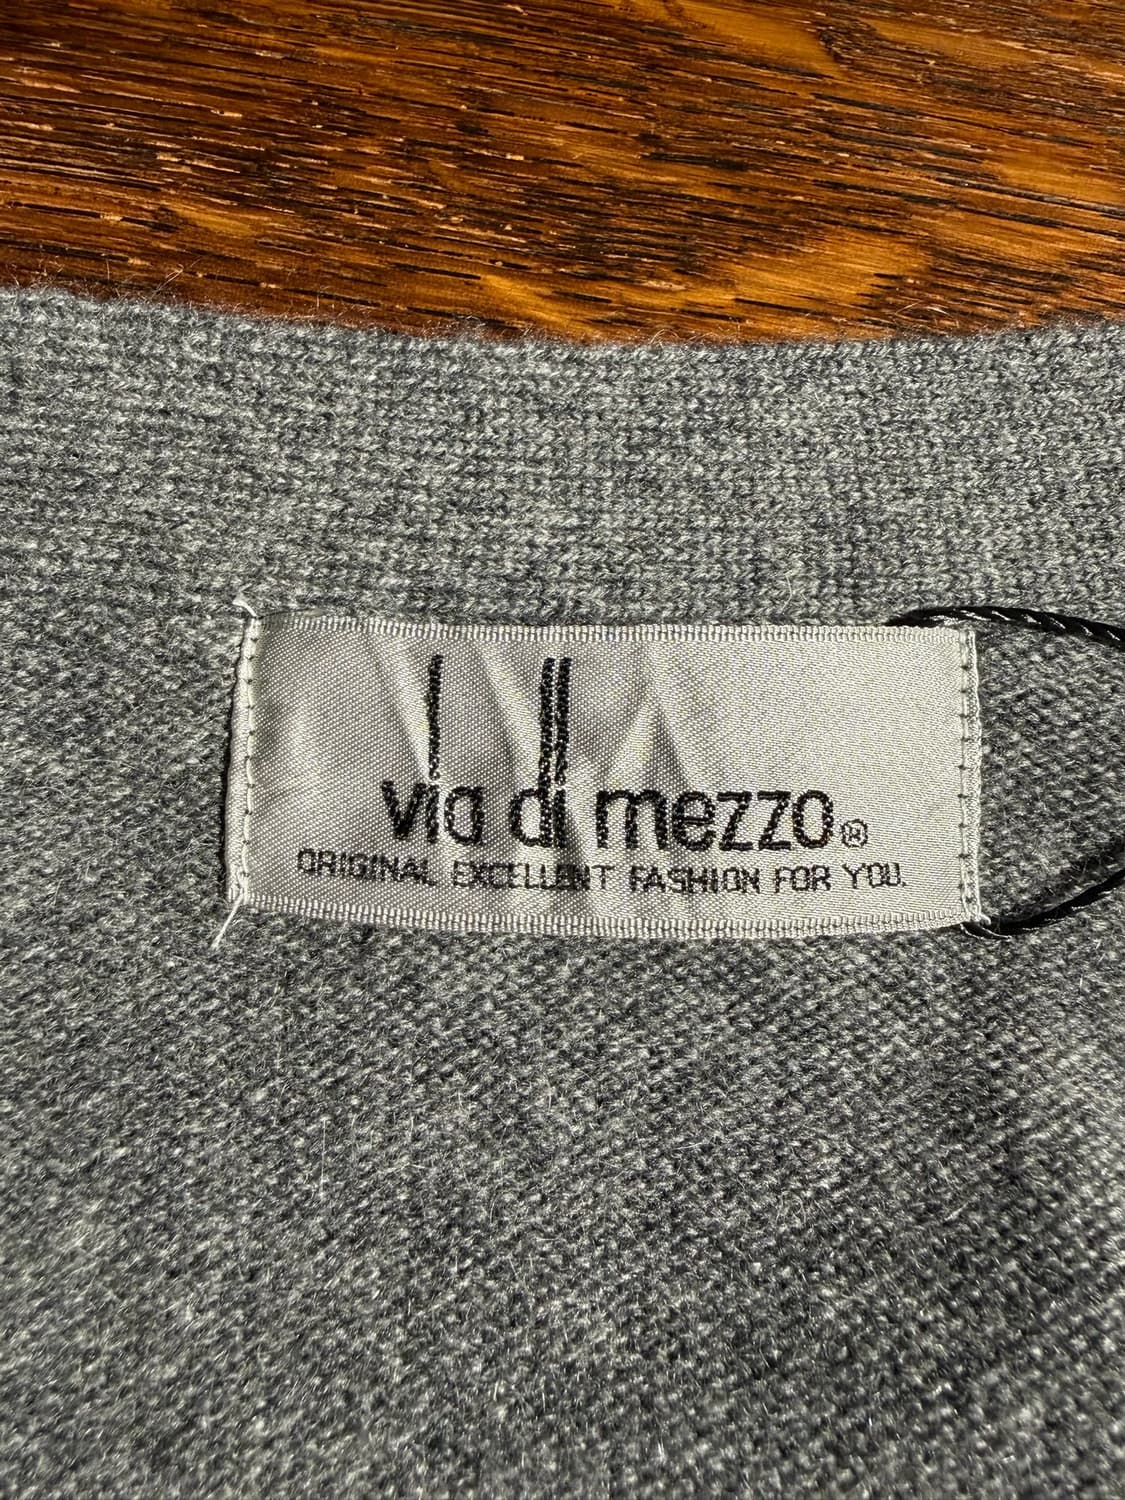 via di mezzo®
ORIGINAL EXCELLENT FASHION FOR YOU.